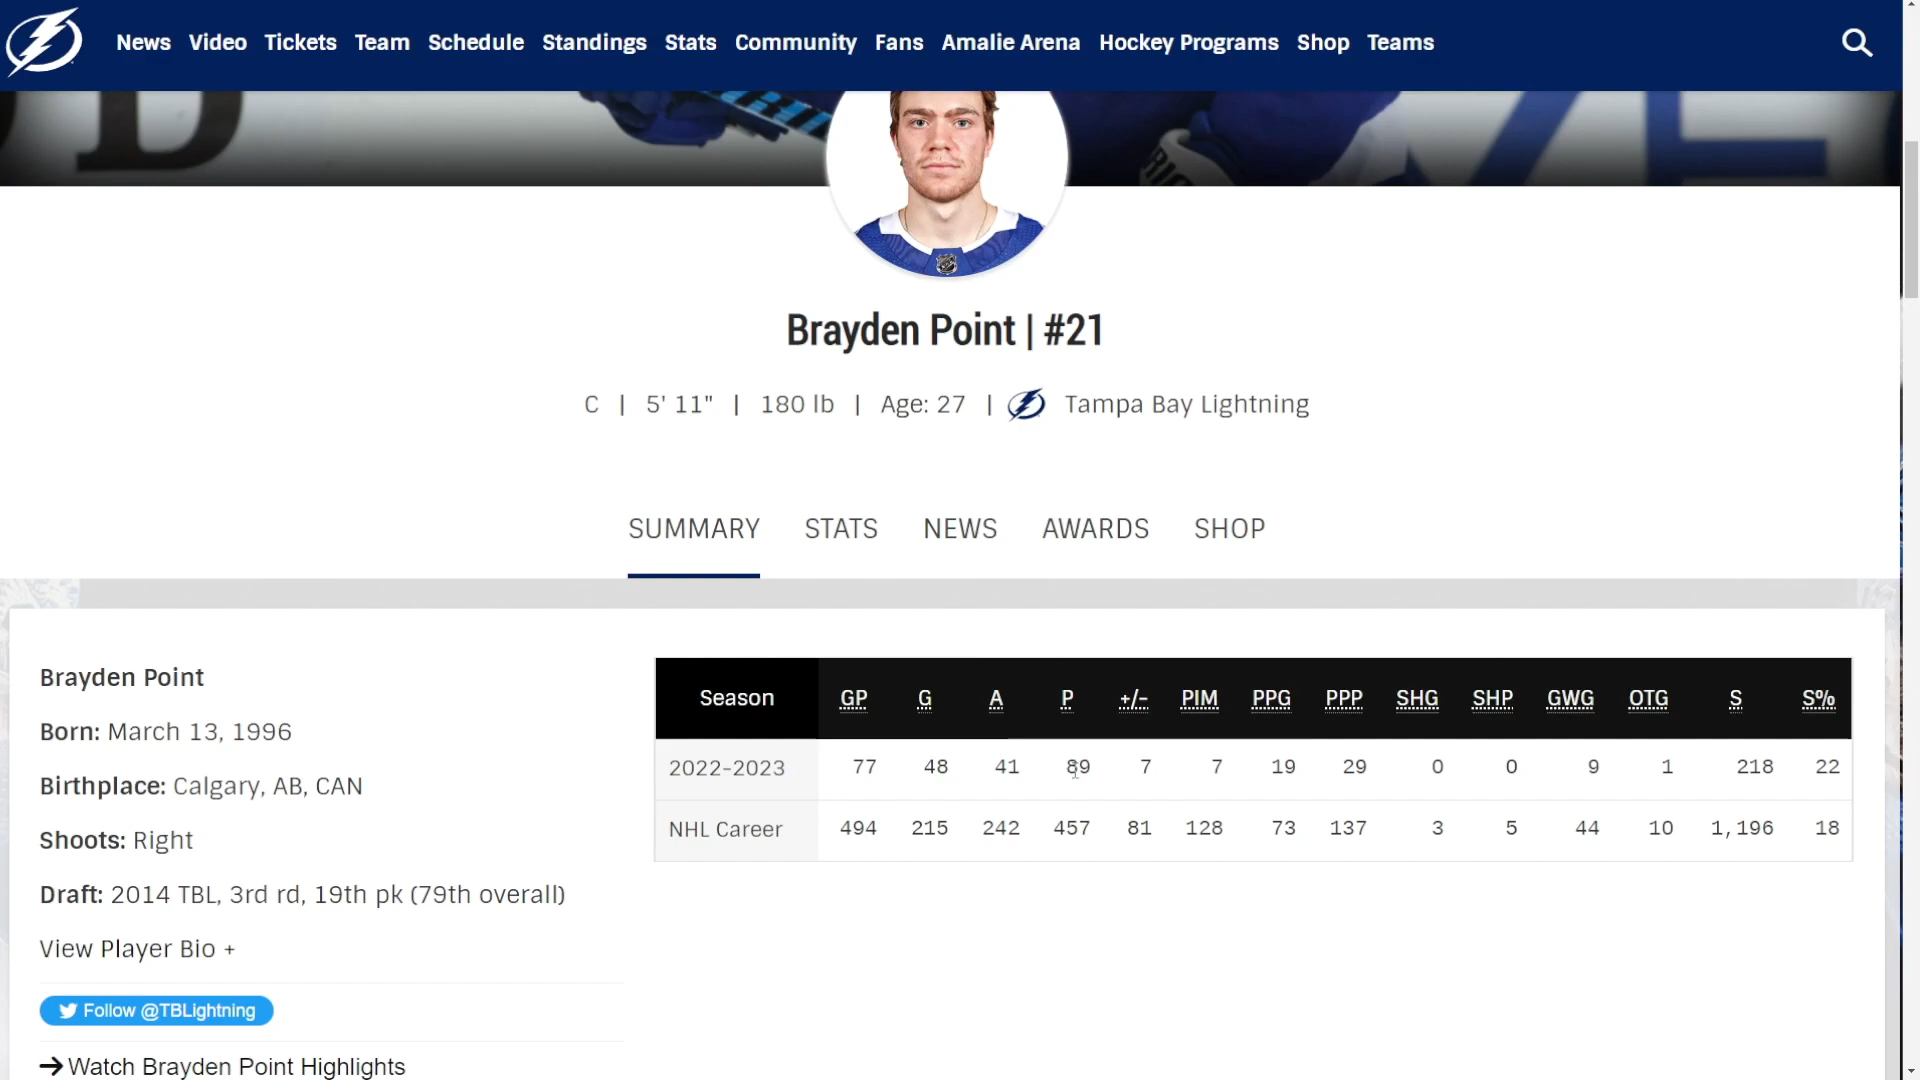 News Video Tickets Team Schedule Standings Stats Community Fans Amalie Arena Hockey Programs Shop Teams
Brayden Point | #21
C | 5' 11" | 180 lb | Age: 27 | Tampa Bay Lightning
SUMMARY STATS NEWS AWARDS SHOP
Brayden Point
Born: March 13, 1996
Birthplace: Calgary, AB, CAN
Shoots: Right
Draft: 2014 TBL, 3rd rd, 19th pk (79th overall)
View Player Bio +
Follow @TBLightning
Watch Brayden Point Highlights
Season GP G A P +/- PIM PPG PPP SHG SHP GWG OTG S S%
2022-2023 77 48 41 89 7 7 19 29 0 0 9 1 218 22
NHL Career 494 215 242 457 81 128 73 137 3 5 44 10 1,196 18